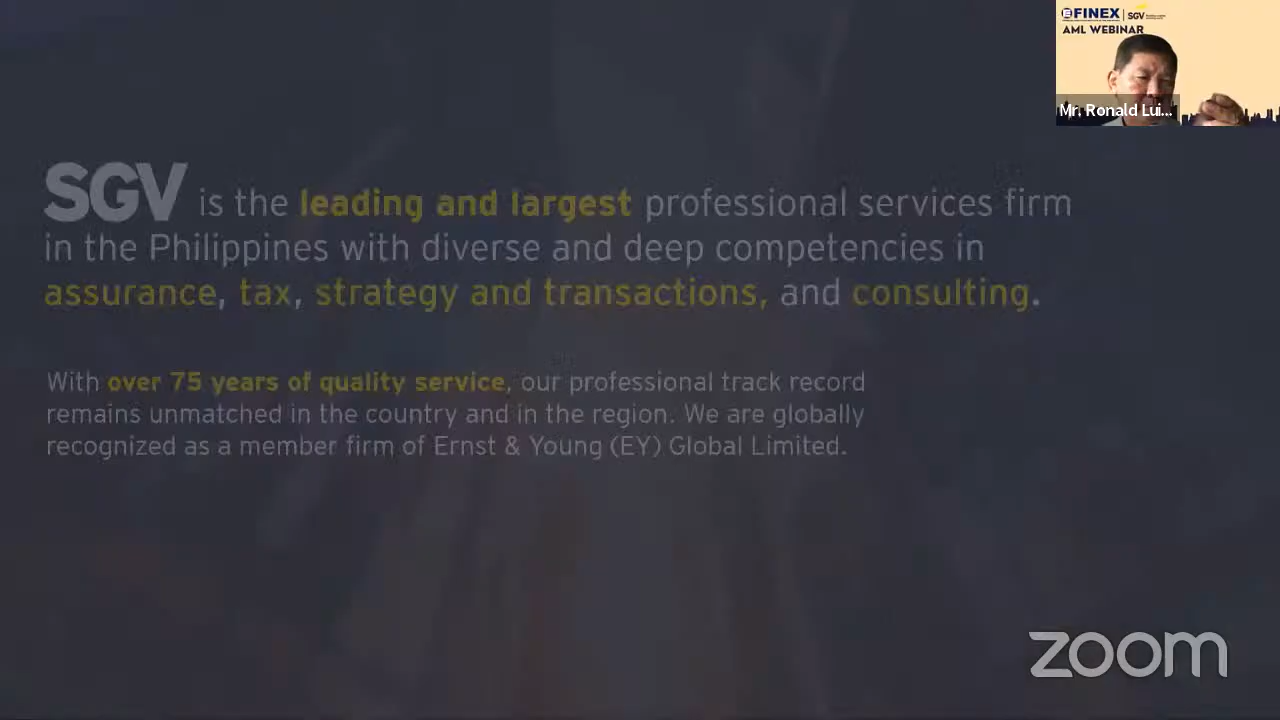 FINEX | SGV
AML WEBINAR
Mr. Ronald Lui...
SGV is the leading and largest professional services firm
in the Philippines with diverse and deep competencies in
assurance, tax, strategy and transactions, and consulting.
With over 75 years of quality service, our professional track record
remains unmatched in the country and in the region. We are globally
recognized as a member firm of Ernst & Young (EY) Global Limited.
zoom